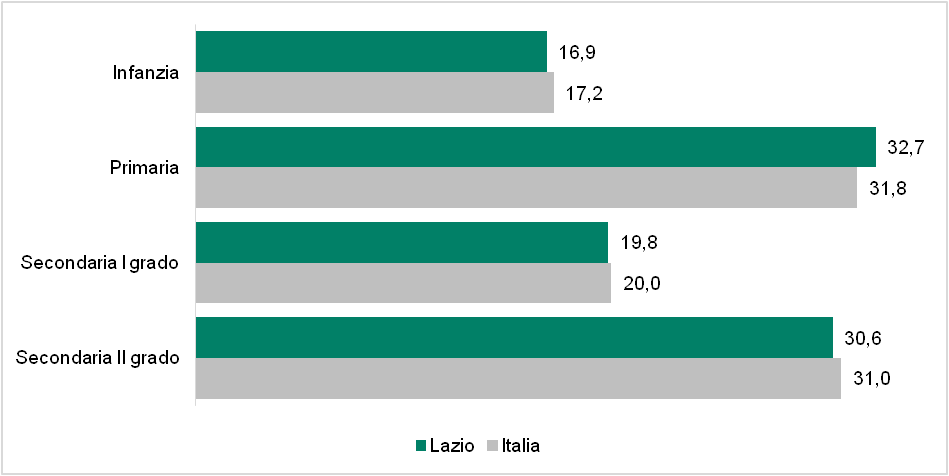 Infanzia
16,9
17,2
Primaria
32,7
31,8
Secondaria I grado
19,8
20,0
Secondaria II grado
30,6
31,0
Lazio
Italia